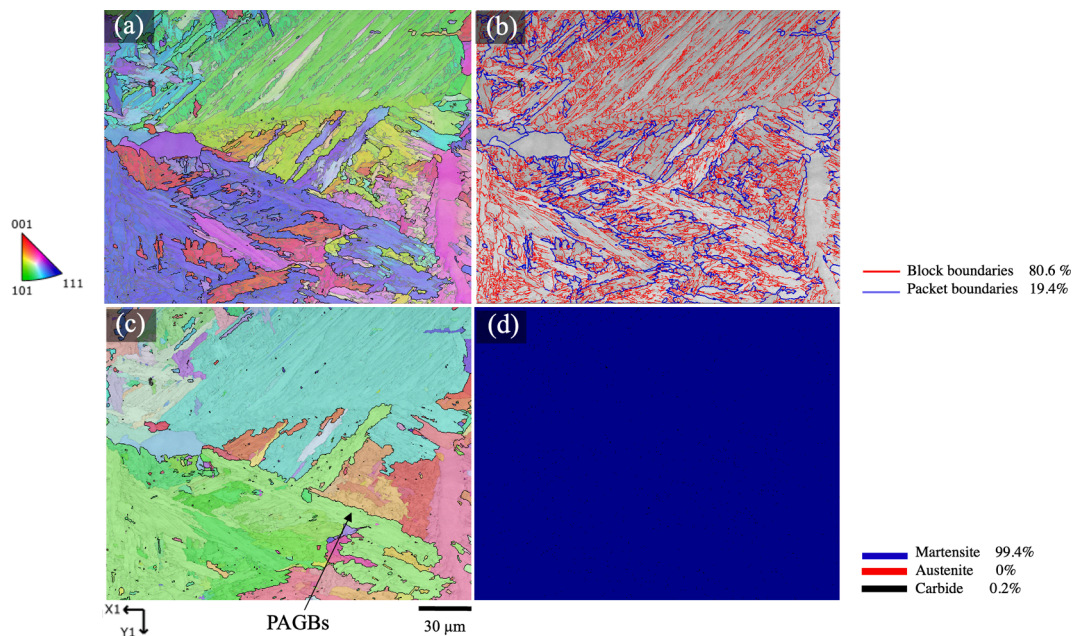 (a)
(b)
001
101
111
Block boundaries 80.6 %
Packet boundaries 19.4%
(c)
(d)
PAGBs
X1
Y1
30 µm
Martensite 99.4%
Austenite 0%
Carbide 0.2%